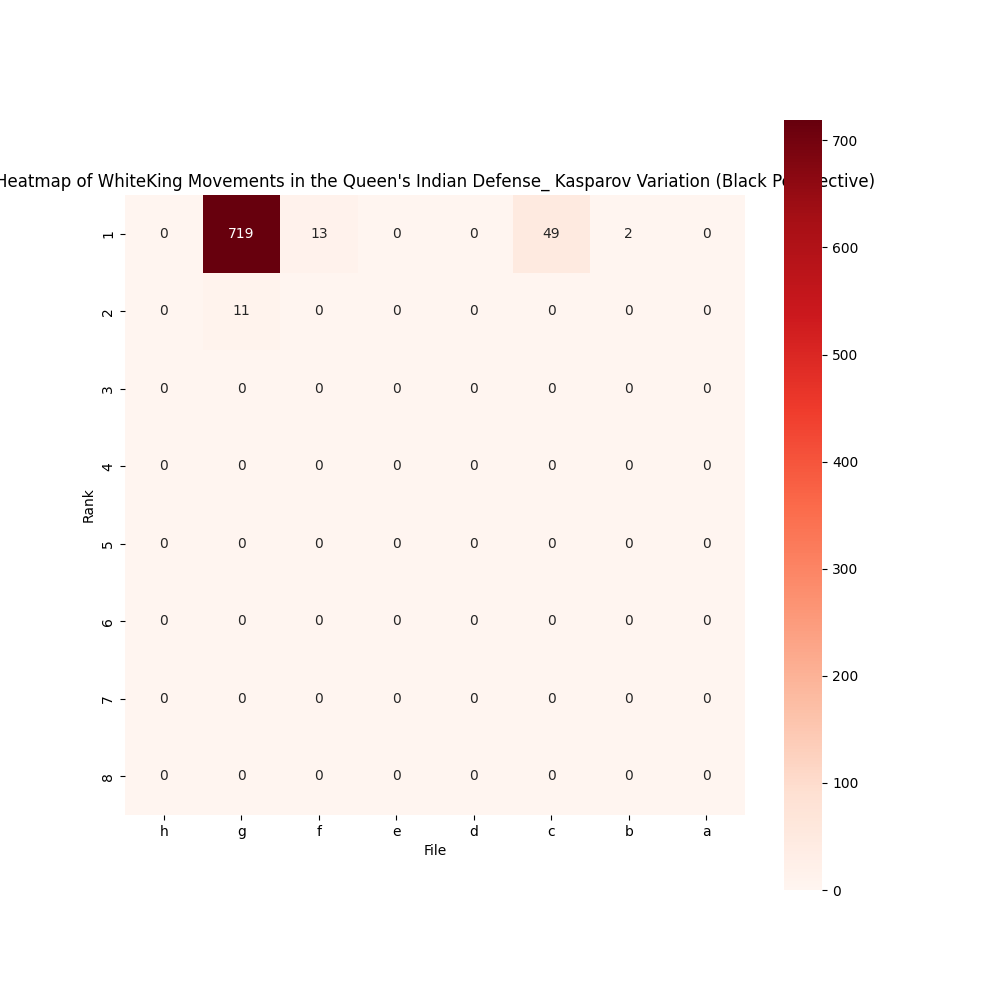 Heatmap of WhiteKing Movements in the Queen's Indian Defense_ Kasparov Variation (Black Perspective)
1 0 719 13 0 0 49 2 0
2 0 11 0 0 0 0 0 0
3 0 0 0 0 0 0 0 0
4 0 0 0 0 0 0 0 0
5 0 0 0 0 0 0 0 0
6 0 0 0 0 0 0 0 0
7 0 0 0 0 0 0 0 0
8 0 0 0 0 0 0 0 0
h g f e d c b a
File
Rank
700
600
500
400
300
200
100
0